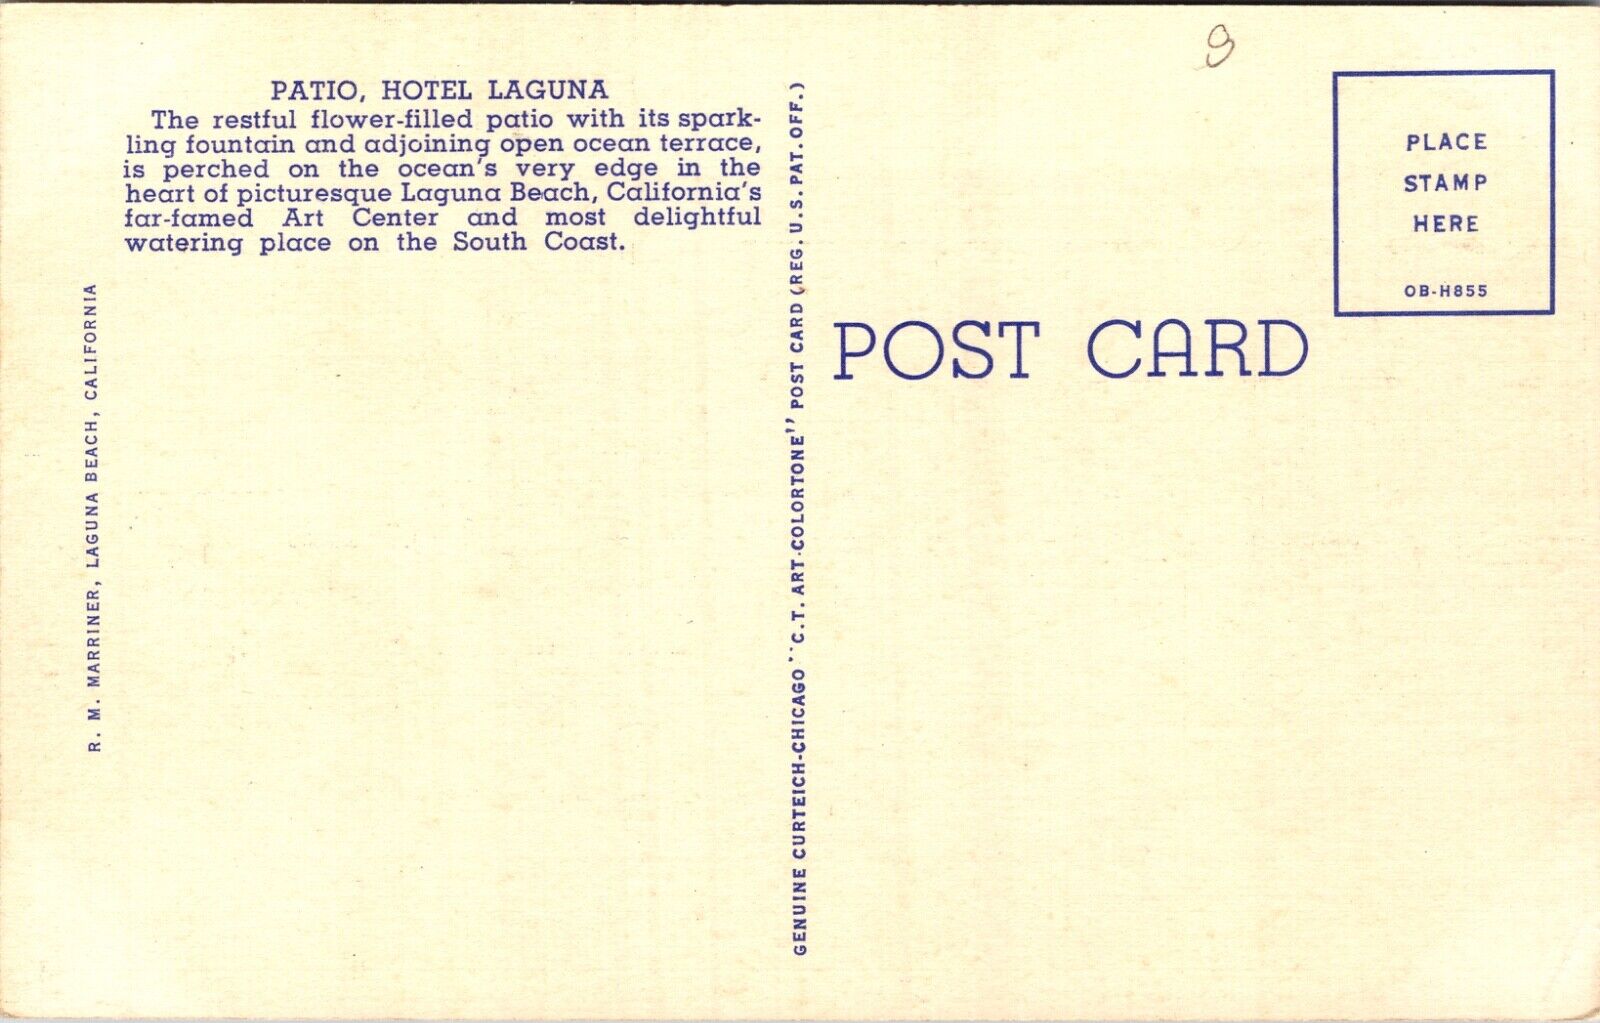 PATIO, HOTEL LAGUNA
The restful flower-filled patio with its spark-
ling fountain and adjoining open ocean terrace,
is perched on the ocean's very edge in the
heart of picturesque Laguna Beach, California's
far-famed Art Center and most delightful
watering place on the South Coast.
R. M. MARRINER, LAGUNA BEACH, CALIFORNIA
GENUINE CURTEICH-CHICAGO "C.T. ART-COLORTONE" POST CARD (REG. U.S. PAT. OFF.)
9
PLACE
STAMP
HERE
OB-H855
POST CARD